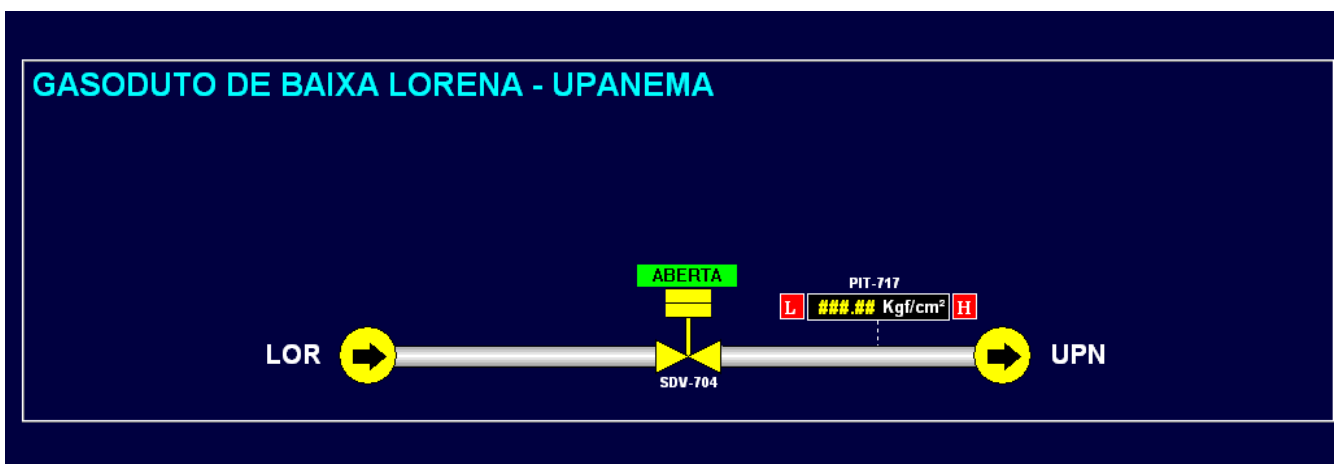 GASODUTO DE BAIXA LORENA - UPANEMA
ABERTA
PIT-717
L ###.## Kgf/cm² H
LOR UPN
SDV-704